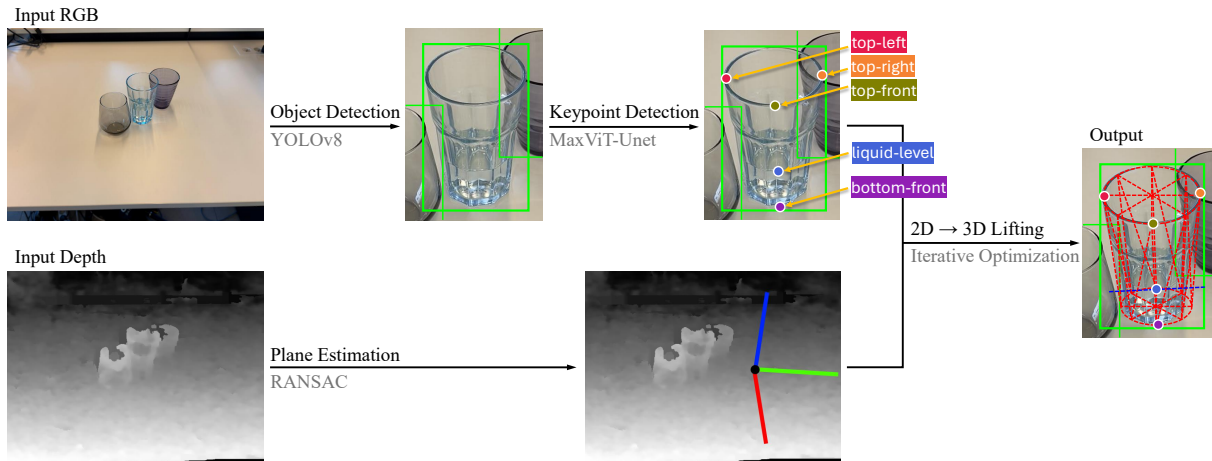 Input RGB
Object Detection
YOLOv8
Keypoint Detection
MaxViT-Unet
top-left
top-right
top-front
liquid-level
bottom-front
Output
2D → 3D Lifting
Iterative Optimization
Input Depth
Plane Estimation
RANSAC